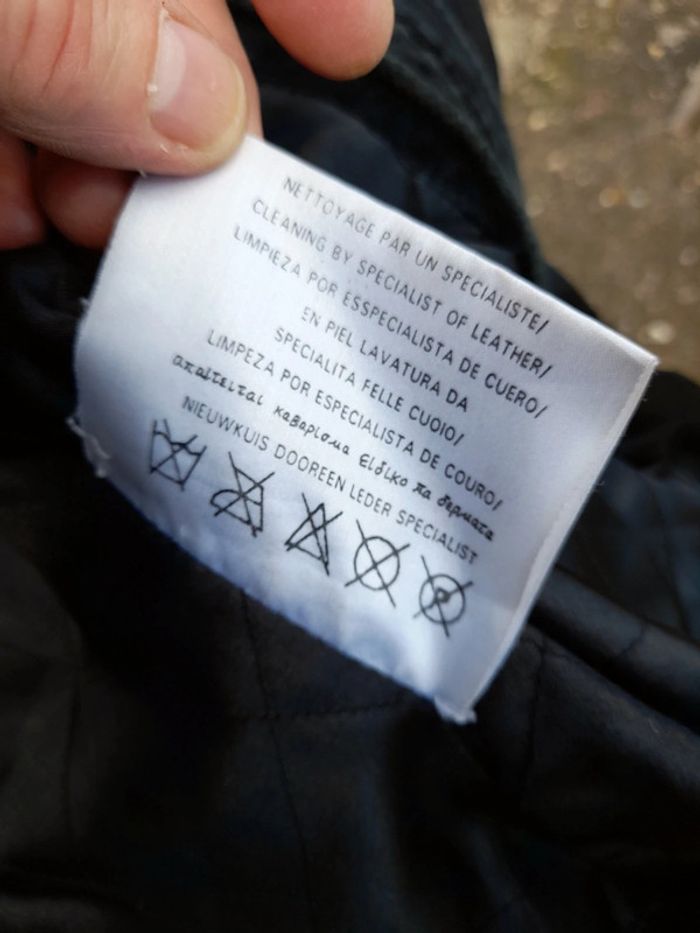 NETTOYAGE PAR UN SPECIALISTE/
CLEANING BY SPECIALIST OF LEATHER/
LIMPIEZA POR ESSPECIALISTA DE CUERO/
EN PIEL LAVATURA DA
SPECIALITA FELLE CUOIO/
LIMPEZA POR ESPECIALISTA DE COURO/
απαιτειται καθαρισμα Ειδικο πα δερματα
NIEUWKUIS DOOREEN LEDER SPECIALIST
P